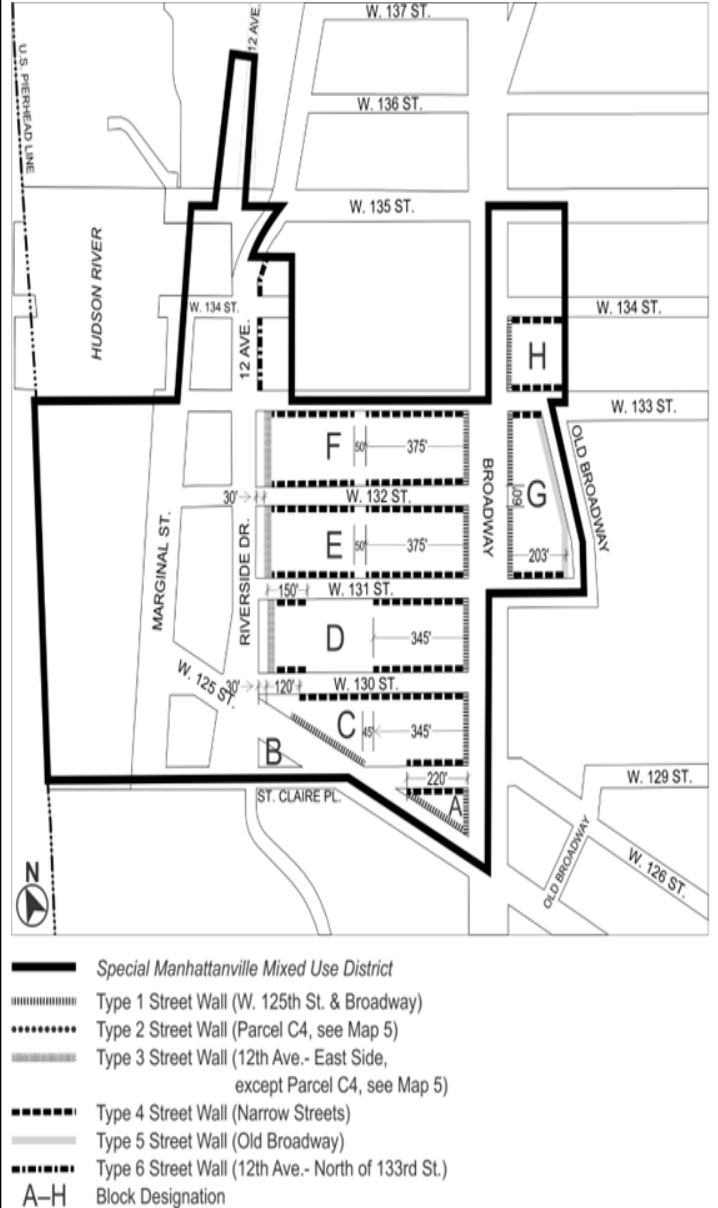 W. 137 ST.
12 AVE.
U.S. PIERHEAD LINE
W. 136 ST.
W. 135 ST.
HUDSON RIVER
W. 134 ST.
W. 134 ST.
12 AVE.
H
W. 133 ST.
F
50'
375'
BROADWAY
OLD BROADWAY
G
60'
30'
W. 132 ST.
MARGINAL ST.
RIVERSIDE DR.
E
50'
375'
203'
150'
W. 131 ST.
D
345'
W. 125 ST.
30'
120'
W. 130 ST.
C
45'
345'
B
220'
W. 129 ST.
ST. CLAIRE PL.
A
OLD BROADWAY
W. 126 ST.
N
Special Manhattanville Mixed Use District
Type 1 Street Wall (W. 125th St. & Broadway)
Type 2 Street Wall (Parcel C4, see Map 5)
Type 3 Street Wall (12th Ave.- East Side,
except Parcel C4, see Map 5)
Type 4 Street Wall (Narrow Streets)
Type 5 Street Wall (Old Broadway)
Type 6 Street Wall (12th Ave.- North of 133rd St.)
A–H Block Designation